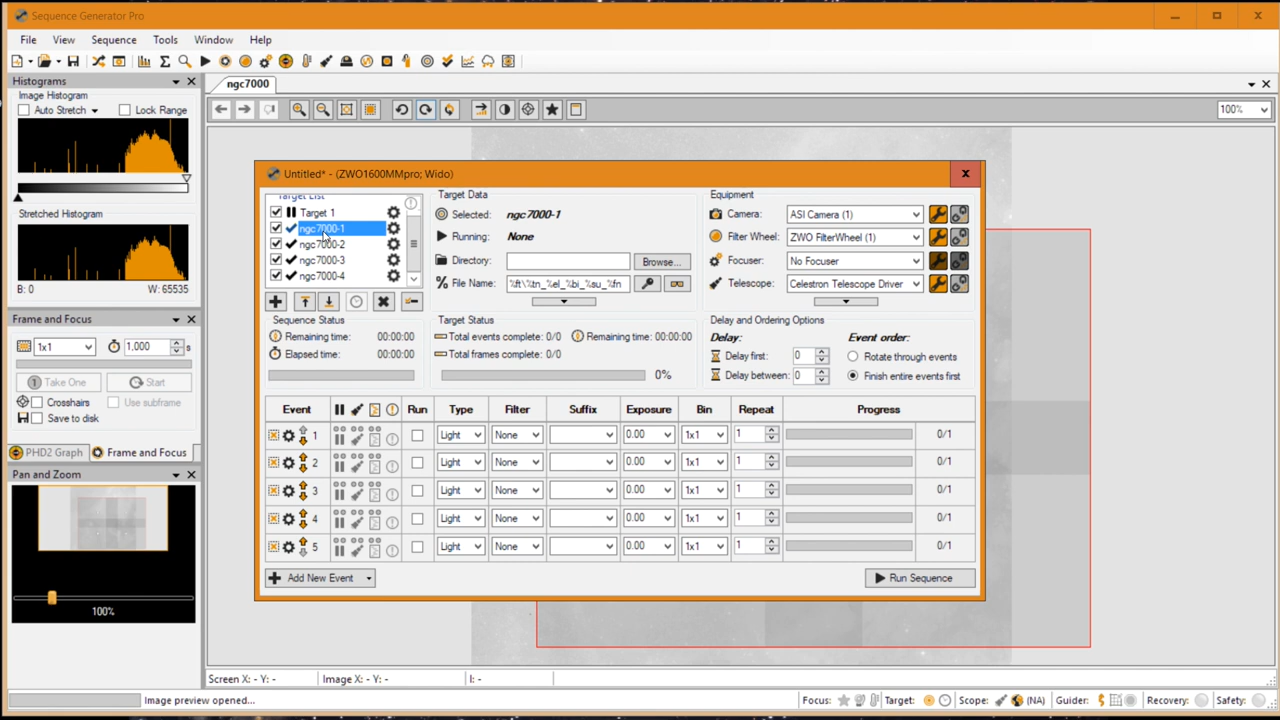 Sequence Generator Pro
File View Sequence Tools Window Help
Histograms
Image Histogram
Auto Stretch Lock Range
Stretched Histogram
B: 0 W: 65535
Frame and Focus
1x1 1.000 s
Take One Start
Crosshairs Use subframe
Save to disk
PHD2 Graph Frame and Focus
Pan and Zoom
100%
ngc7000
100%
Untitled* - (ZWO1600MMpro; Wido)
Target List
Target 1
ngc7000-1
ngc7000-2
ngc7000-3
ngc7000-4
Target Data
Selected: ngc7000-1
Running: None
Directory: Browse...
File Name: %ft\%tn_%el_%bi_%su_%fn
Equipment
Camera: ASI Camera (1)
Filter Wheel: ZWO FilterWheel (1)
Focuser: No Focuser
Telescope: Celestron Telescope Driver
Sequence Status
Remaining time: 00:00:00
Elapsed time: 00:00:00
Target Status
Total events complete: 0/0 Remaining time: 00:00:00
Total frames complete: 0/0
0%
Delay and Ordering Options
Delay: Event order:
Delay first: 0 Rotate through events
Delay between: 0 Finish entire events first
Event Run Type Filter Suffix Exposure Bin Repeat Progress
1 Light None 0.00 1x1 1 0/1
2 Light None 0.00 1x1 1 0/1
3 Light None 0.00 1x1 1 0/1
4 Light None 0.00 1x1 1 0/1
5 Light None 0.00 1x1 1 0/1
Add New Event Run Sequence
Screen X: - Y: - Image X: - Y: - I: -
Image preview opened... Focus: Target: Scope: (NA) Guider: Recovery: Safety: